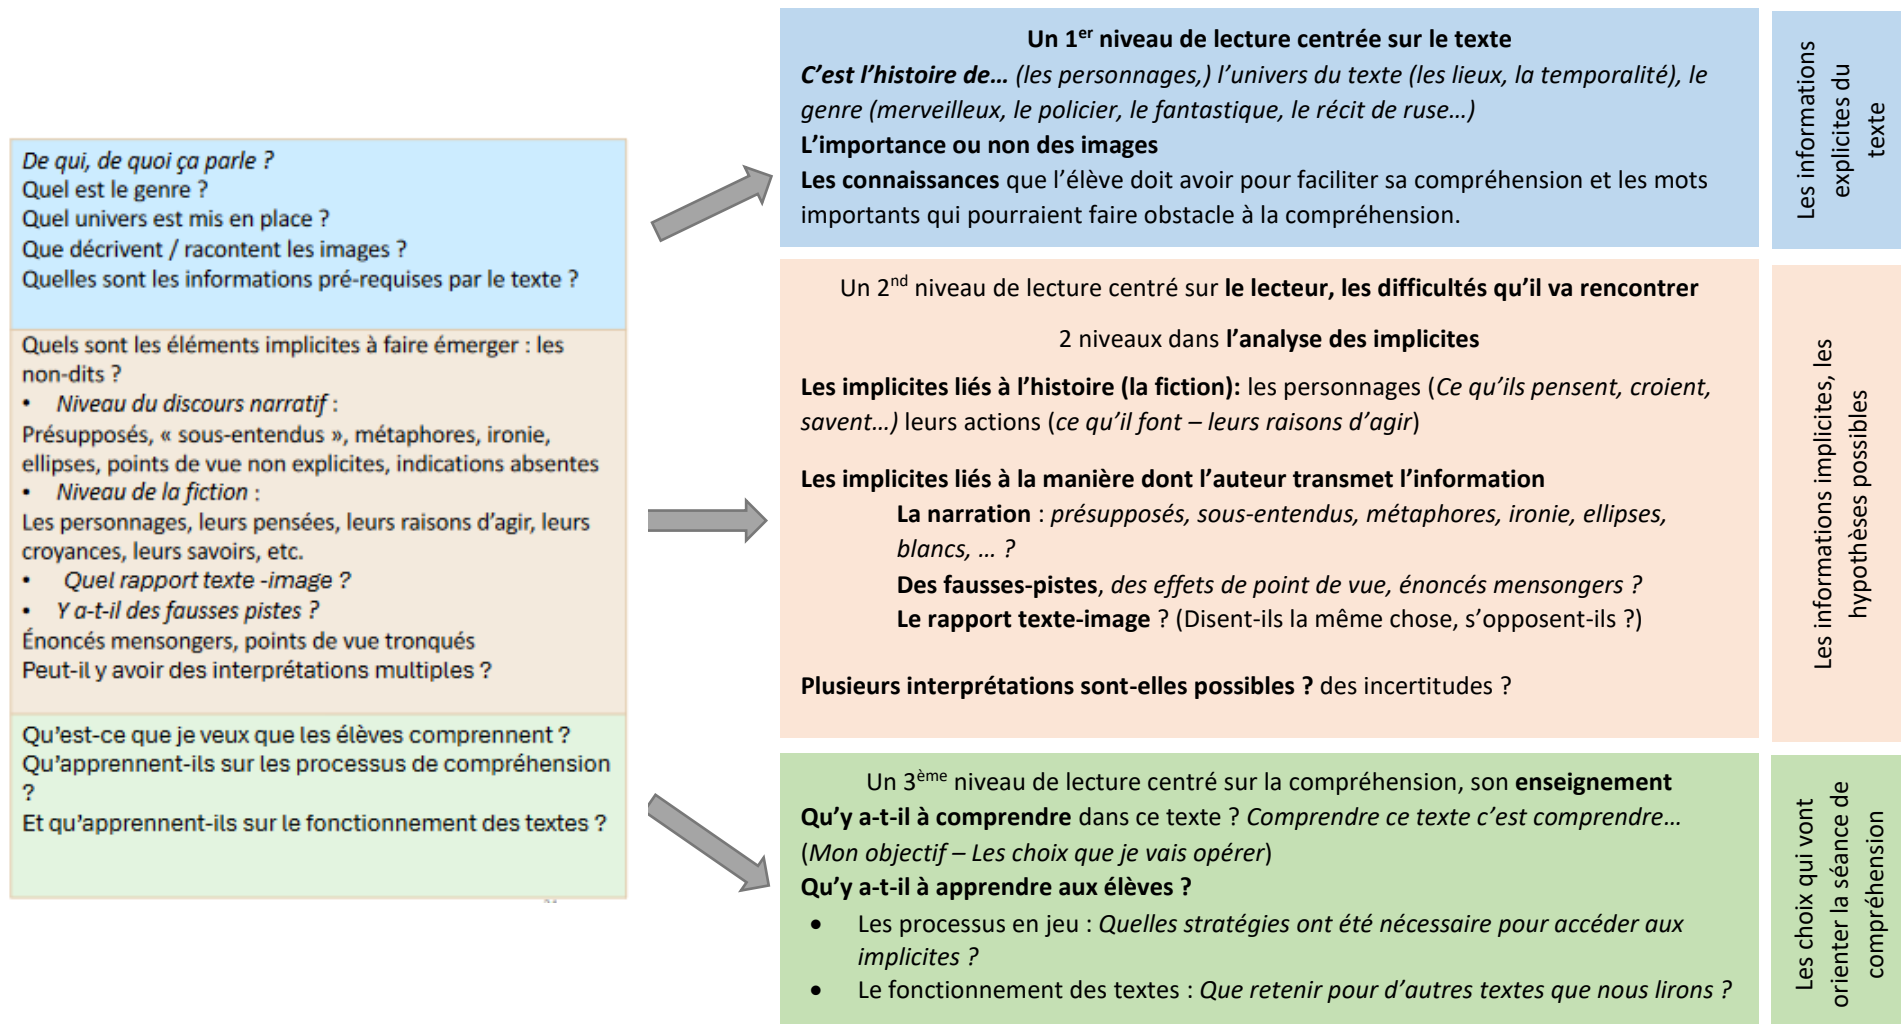 De qui, de quoi ça parle ?
Quel est le genre ?
Quel univers est mis en place ?
Que décrivent / racontent les images ?
Quelles sont les informations pré-requises par le texte ?
Quels sont les éléments implicites à faire émerger : les
non-dits ?
• Niveau du discours narratif :
Présupposés, « sous-entendus », métaphores, ironie,
ellipses, points de vue non explicites, indications absentes
• Niveau de la fiction :
Les personnages, leurs pensées, leurs raisons d'agir, leurs
croyances, leurs savoirs, etc.
• Quel rapport texte -image ?
• Y a-t-il des fausses pistes ?
Énoncés mensongers, points de vue tronqués
Peut-il y avoir des interprétations multiples ?
Qu'est-ce que je veux que les élèves comprennent ?
Qu'apprennent-ils sur les processus de compréhension
?
Et qu'apprennent-ils sur le fonctionnement des textes ?
Un 1er niveau de lecture centrée sur le texte
C'est l'histoire de… (les personnages,) l'univers du texte (les lieux, la temporalité), le
genre (merveilleux, le policier, le fantastique, le récit de ruse…)
L'importance ou non des images
Les connaissances que l'élève doit avoir pour faciliter sa compréhension et les mots
importants qui pourraient faire obstacle à la compréhension.
Les informations
explicites du
texte
Un 2nd niveau de lecture centré sur le lecteur, les difficultés qu'il va rencontrer
2 niveaux dans l'analyse des implicites
Les implicites liés à l'histoire (la fiction): les personnages (Ce qu'ils pensent, croient,
savent…) leurs actions (ce qu'il font – leurs raisons d'agir)
Les implicites liés à la manière dont l'auteur transmet l'information
La narration : présupposés, sous-entendus, métaphores, ironie, ellipses,
blancs, … ?
Des fausses-pistes, des effets de point de vue, énoncés mensongers ?
Le rapport texte-image ? (Disent-ils la même chose, s'opposent-ils ?)
Plusieurs interprétations sont-elles possibles ? des incertitudes ?
Les informations implicites, les
hypothèses possibles
Un 3ème niveau de lecture centré sur la compréhension, son enseignement
Qu'y a-t-il à comprendre dans ce texte ? Comprendre ce texte c'est comprendre…
(Mon objectif – Les choix que je vais opérer)
Qu'y a-t-il à apprendre aux élèves ?
• Les processus en jeu : Quelles stratégies ont été nécessaire pour accéder aux
implicites ?
• Le fonctionnement des textes : Que retenir pour d'autres textes que nous lirons ?
Les choix qui vont
orienter la séance de
compréhension